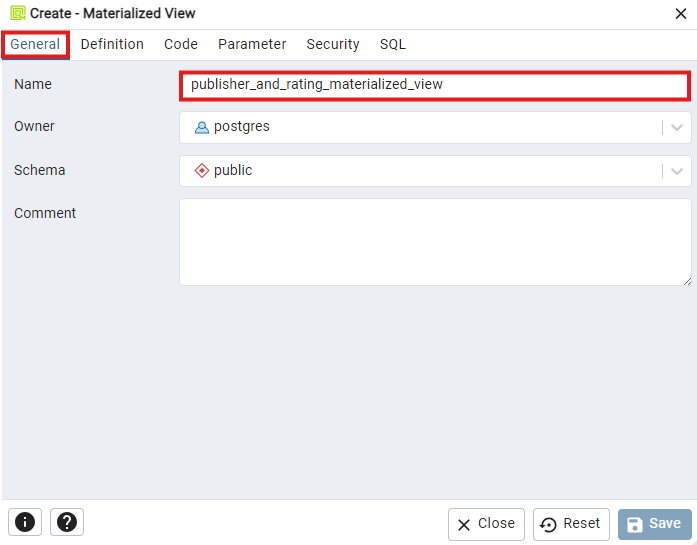 Create - Materialized View
General Definition Code Parameter Security SQL
Name publisher_and_rating_materialized_view
Owner postgres
Schema public
Comment
i ? Close Reset Save